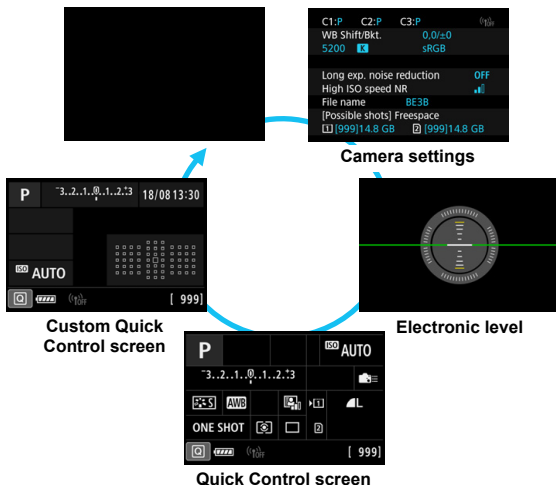 C1:P C2:P C3:P OFF
WB Shift/Bkt. 0,0/±0
5200 K sRGB
Long exp. noise reduction OFF
High ISO speed NR
File name BE3B
[Possible shots] Freespace
1 [999]14.8 GB 2 [999]14.8 GB
Camera settings
P -3..2..1..0..1..2..+3 18/08 13:30
ISO AUTO
Q OFF [ 999]
Custom Quick
Control screen
Electronic level
P ISO AUTO
-3..2..1..0..1..2..+3
S AWB 1 L
ONE SHOT 2
Q OFF [ 999]
Quick Control screen